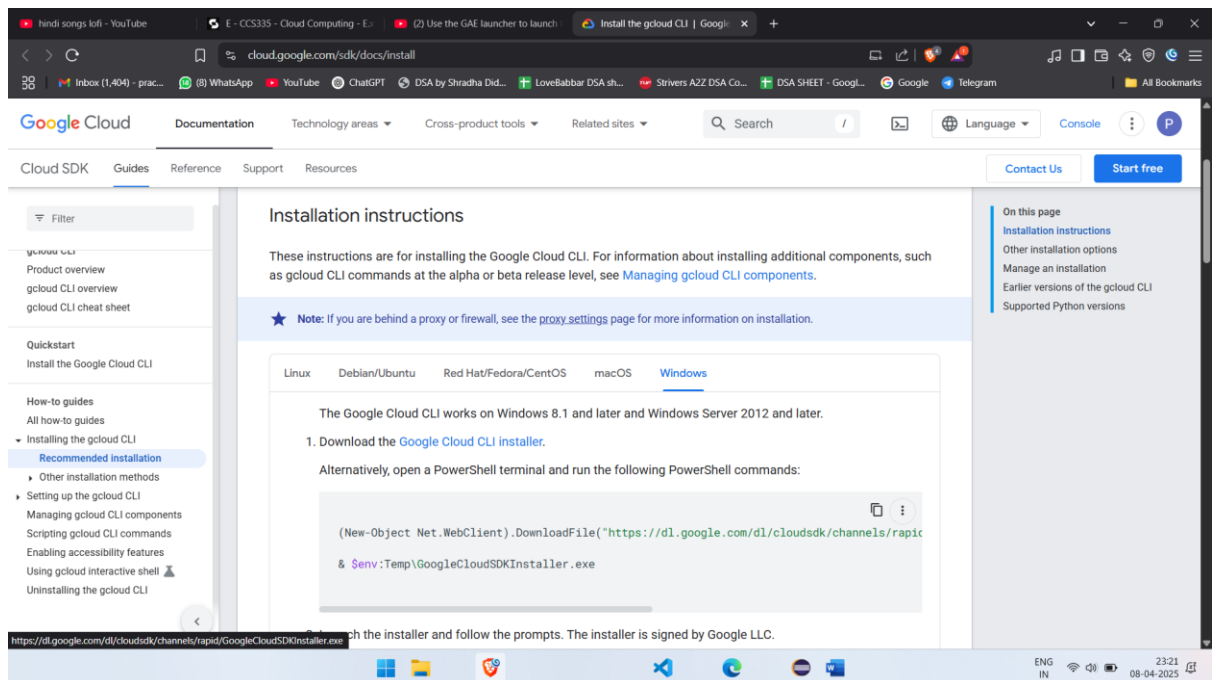 hindi songs lofi - YouTube
E - CCS335 - Cloud Computing - Ex
(2) Use the GAE launcher to launch
Install the gcloud CLI | Google
cloud.google.com/sdk/docs/install
Inbox (1,404) - prac...
(8) WhatsApp
YouTube
ChatGPT
DSA by Shradha Did...
LoveBabbar DSA sh...
Strivers A2Z DSA Co...
DSA SHEET - Googl...
Google
Telegram
All Bookmarks
Google Cloud
Documentation
Technology areas
Cross-product tools
Related sites
Search
/
Language
Console
P
Cloud SDK
Guides
Reference
Support
Resources
Contact Us
Start free
Filter
gcloud CLI
Product overview
gcloud CLI overview
gcloud CLI cheat sheet
Quickstart
Install the Google Cloud CLI
How-to guides
All how-to guides
Installing the gcloud CLI
Recommended installation
Other installation methods
Setting up the gcloud CLI
Managing gcloud CLI components
Scripting gcloud CLI commands
Enabling accessibility features
Using gcloud interactive shell
Uninstalling the gcloud CLI
Installation instructions
These instructions are for installing the Google Cloud CLI. For information about installing additional components, such
as gcloud CLI commands at the alpha or beta release level, see Managing gcloud CLI components.
Note: If you are behind a proxy or firewall, see the proxy settings page for more information on installation.
Linux
Debian/Ubuntu
Red Hat/Fedora/CentOS
macOS
Windows
The Google Cloud CLI works on Windows 8.1 and later and Windows Server 2012 and later.
1. Download the Google Cloud CLI installer.
Alternatively, open a PowerShell terminal and run the following PowerShell commands:
(New-Object Net.WebClient).DownloadFile("https://dl.google.com/dl/cloudsdk/channels/rapic
& $env:Temp\GoogleCloudSDKInstaller.exe
ch the installer and follow the prompts. The installer is signed by Google LLC.
On this page
Installation instructions
Other installation options
Manage an installation
Earlier versions of the gcloud CLI
Supported Python versions
https://dl.google.com/dl/cloudsdk/channels/rapid/GoogleCloudSDKInstaller.exe
ENG
IN
23:21
08-04-2025